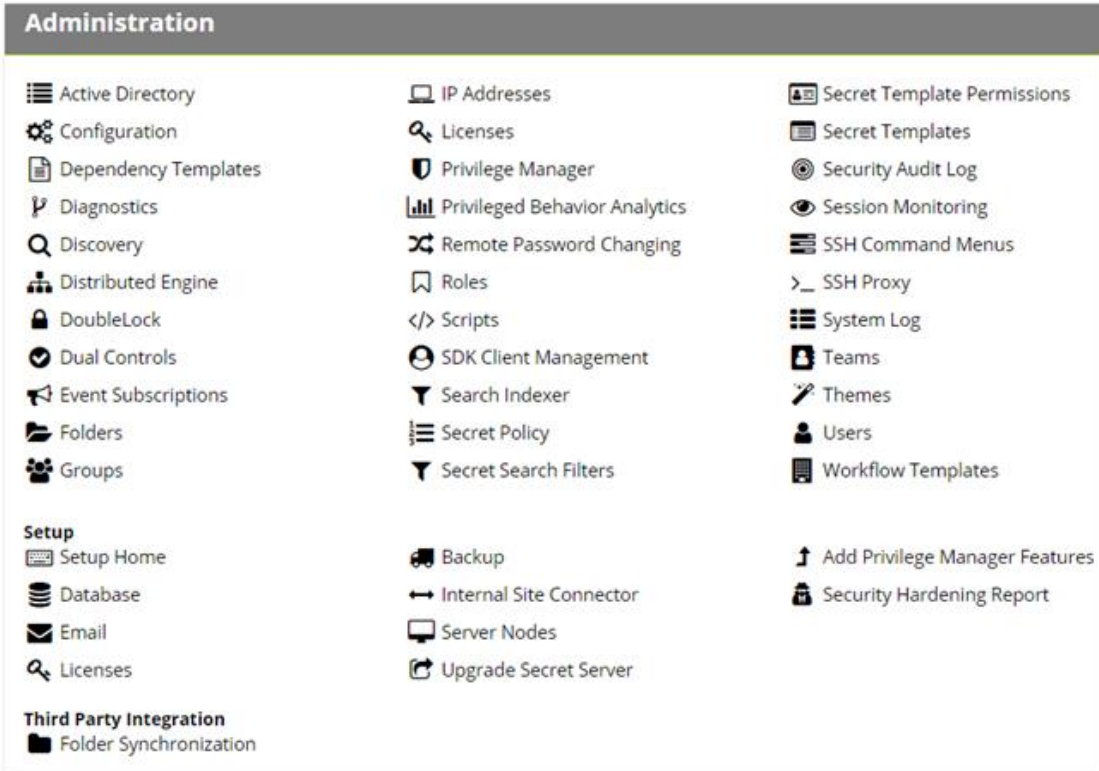 Administration
Active Directory
Configuration
Dependency Templates
Diagnostics
Discovery
Distributed Engine
DoubleLock
Dual Controls
Event Subscriptions
Folders
Groups
IP Addresses
Licenses
Privilege Manager
Privileged Behavior Analytics
Remote Password Changing
Roles
Scripts
SDK Client Management
Search Indexer
Secret Policy
Secret Search Filters
Secret Template Permissions
Secret Templates
Security Audit Log
Session Monitoring
SSH Command Menus
SSH Proxy
System Log
Teams
Themes
Users
Workflow Templates
Setup
Setup Home
Database
Email
Licenses
Backup
Internal Site Connector
Server Nodes
Upgrade Secret Server
Add Privilege Manager Features
Security Hardening Report
Third Party Integration
Folder Synchronization